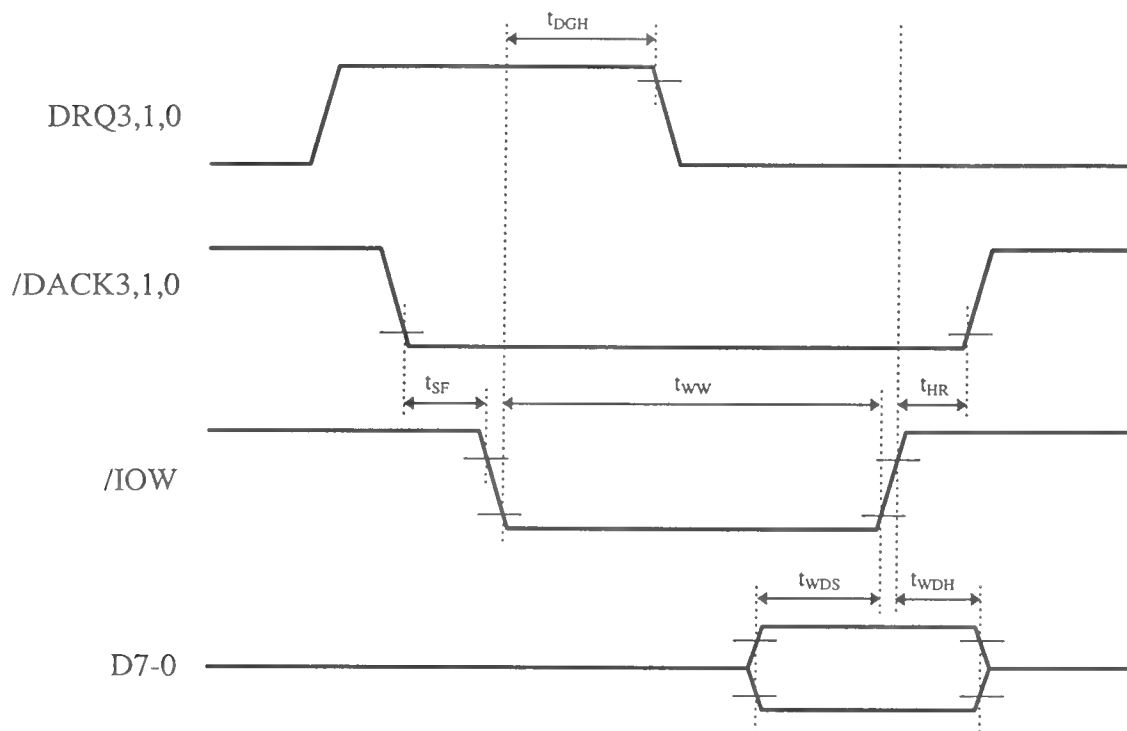 tDGH
DRQ3,1,0
/DACK3,1,0
tSF
tWW
tHR
/IOW
tWDS
tWDH
D7-0